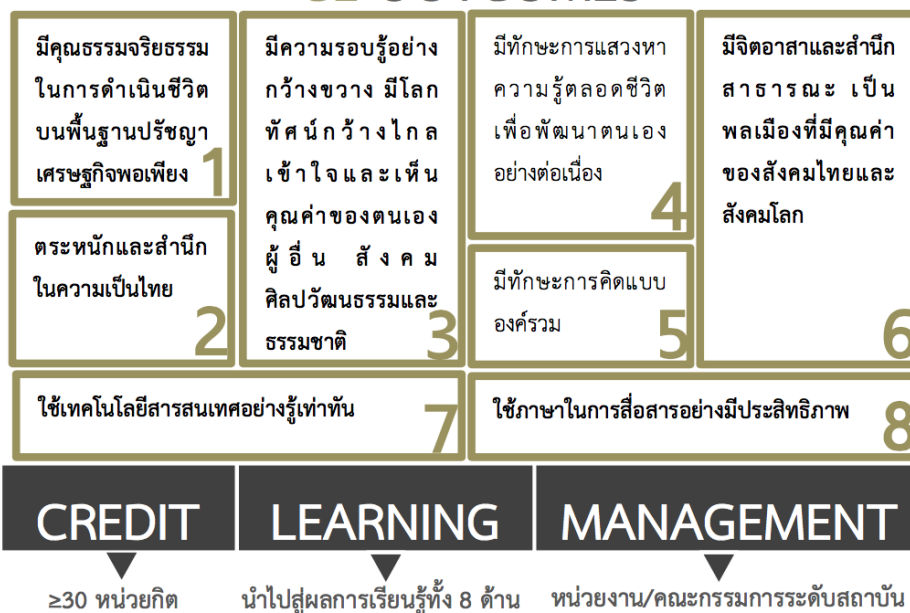 มีคุณธรรมจริยธรรม
ในการดำเนินชีวิต
บนพื้นฐานปรัชญา
เศรษฐกิจพอเพียง
1
ตระหนักและสำนึก
ในความเป็นไทย
2
มีความรอบรู้อย่าง
กว้างขวาง มีโลก
ทัศน์กว้างไกล
เข้าใจและเห็น
คุณค่าของตนเอง
ผู้อื่น สังคม
ศิลปวัฒนธรรมและ
ธรรมชาติ
3
มีทักษะการแสวงหา
ความรู้ตลอดชีวิต
เพื่อพัฒนาตนเอง
อย่างต่อเนื่อง
4
มีทักษะการคิดแบบ
องค์รวม
5
มีจิตอาสาและสำนึก
สาธารณะ เป็น
พลเมืองที่มีคุณค่า
ของสังคมไทยและ
สังคมโลก
6
ใช้เทคโนโลยีสารสนเทศอย่างรู้เท่าทัน
7
ใช้ภาษาในการสื่อสารอย่างมีประสิทธิภาพ
8
CREDIT
LEARNING
MANAGEMENT
≥30 หน่วยกิต
นำไปสู่ผลการเรียนรู้ทั้ง 8 ด้าน
หน่วยงาน/คณะกรรมการระดับสถาบัน